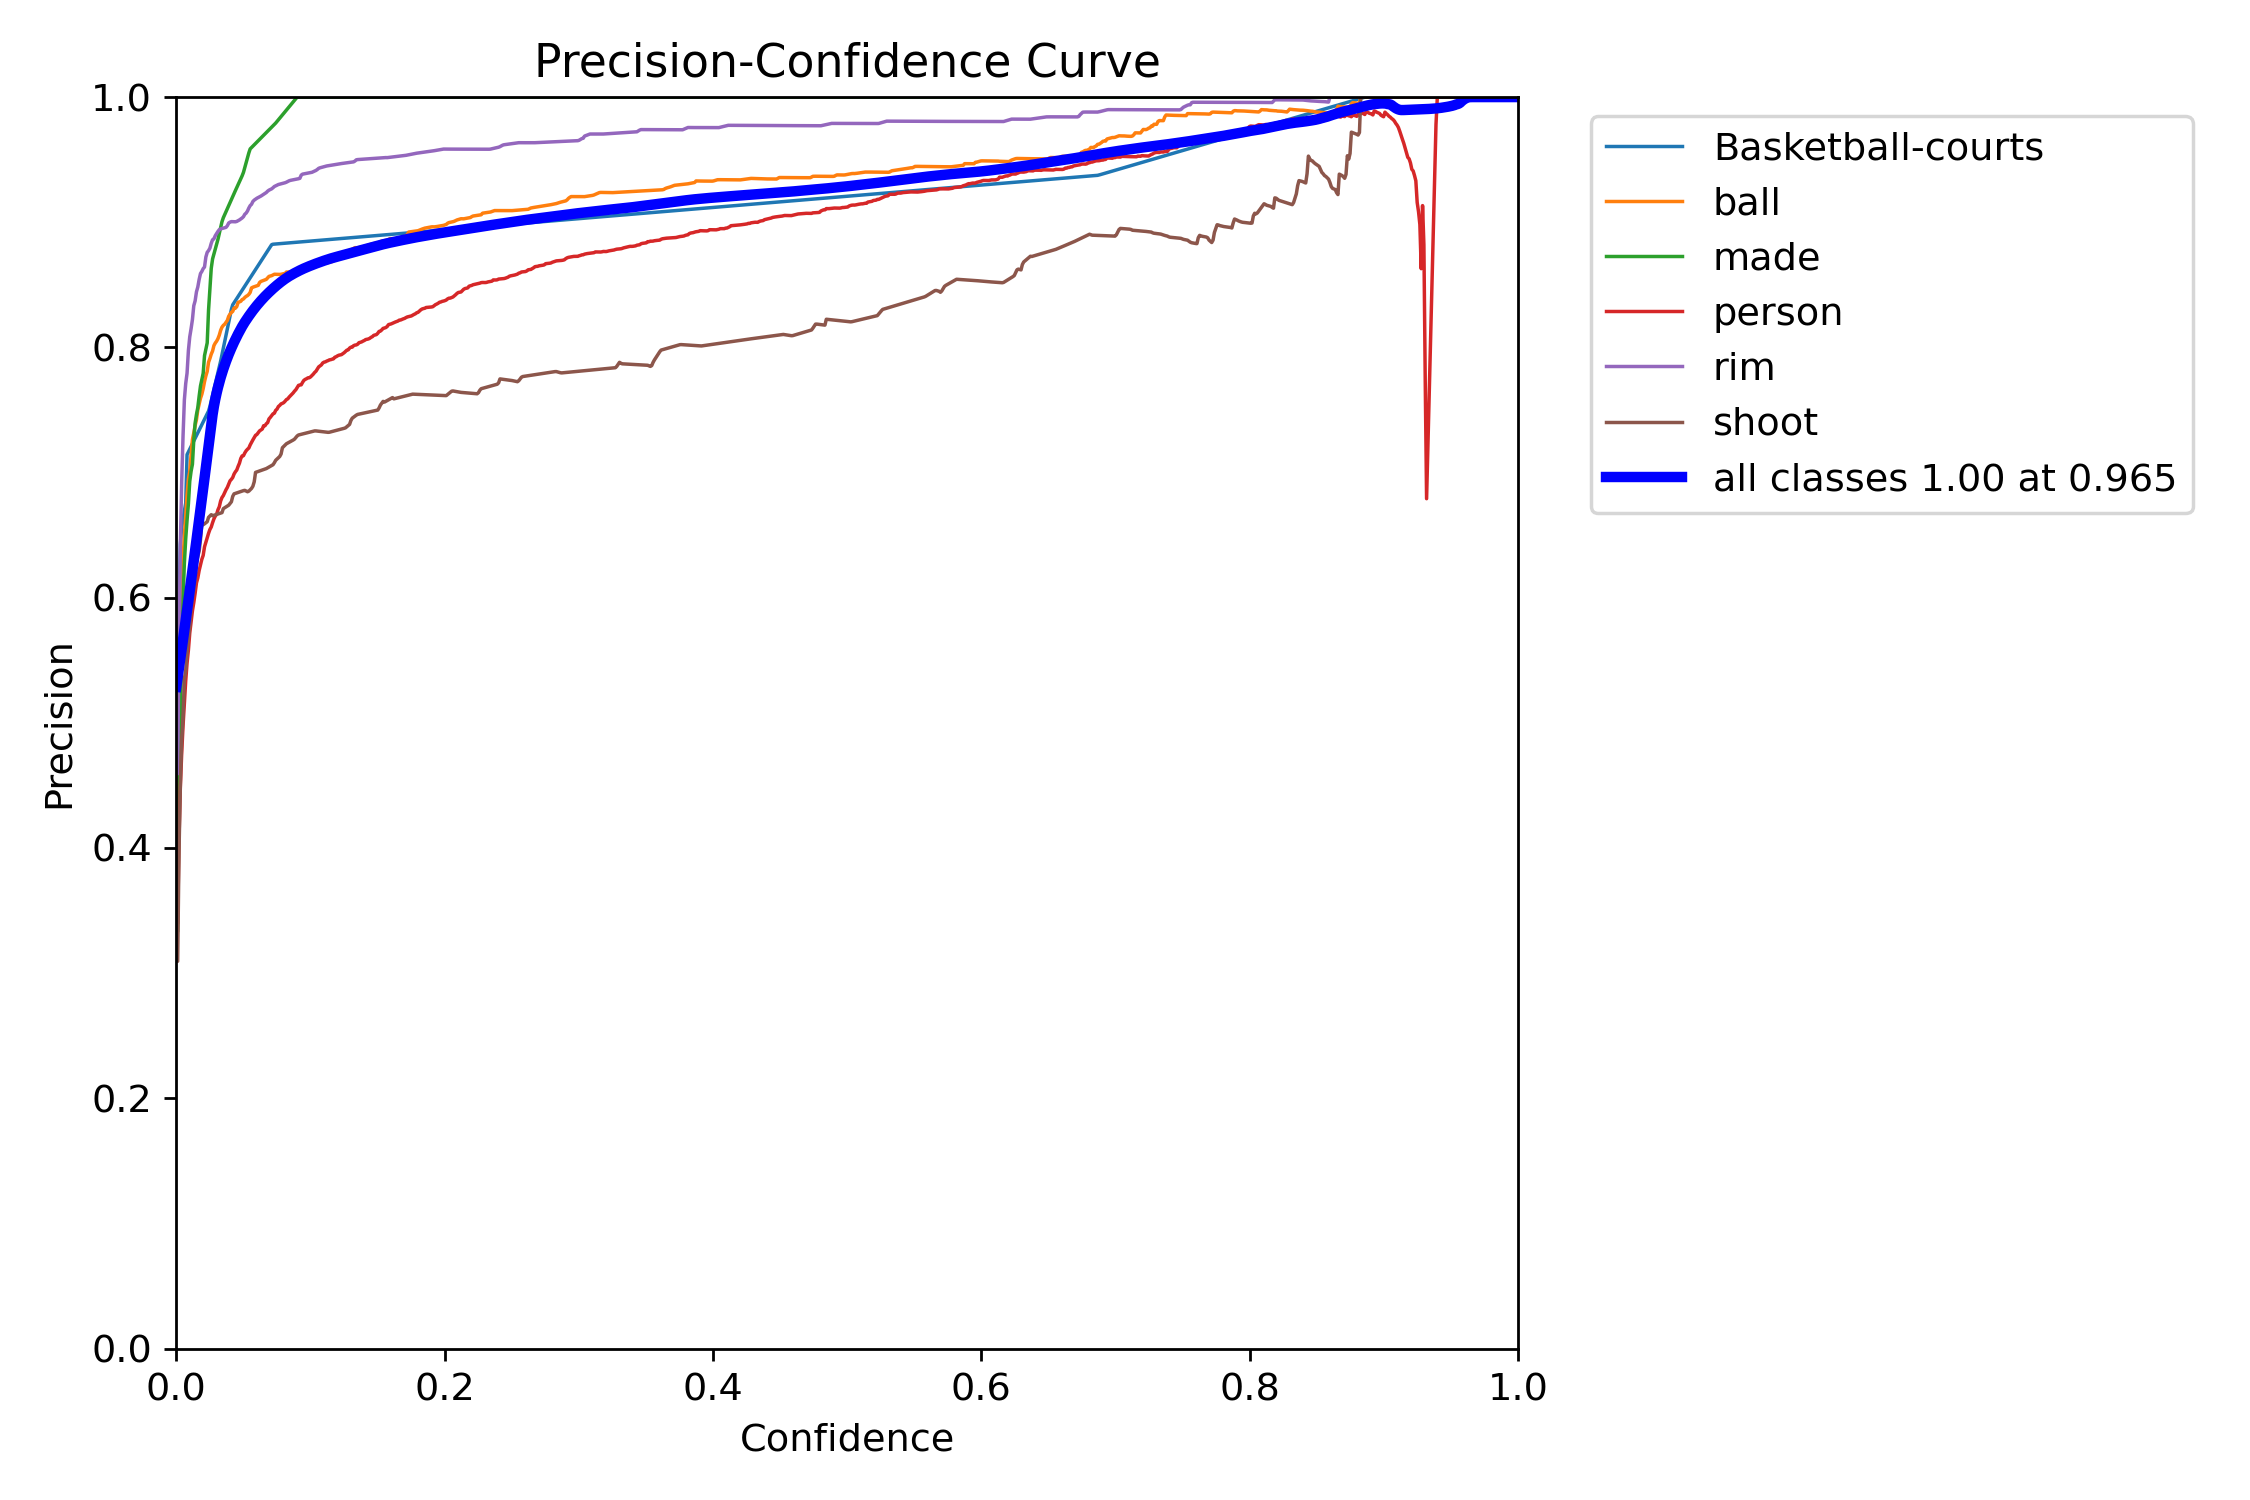 Precision-Confidence Curve
1.0
0.8
0.6
0.4
0.2
0.0
Precision
0.0 0.2 0.4 0.6 0.8 1.0
Confidence
Basketball-courts
ball
made
person
rim
shoot
all classes 1.00 at 0.965